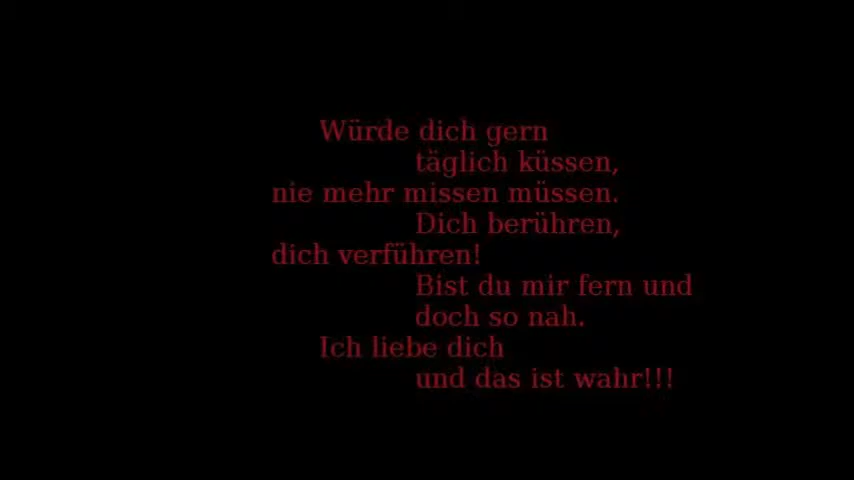 Würde dich gern
täglich küssen,
nie mehr missen müssen.
Dich berühren,
dich verführen!
Bist du mir fern und
doch so nah.
Ich liebe dich
und das ist wahr!!!